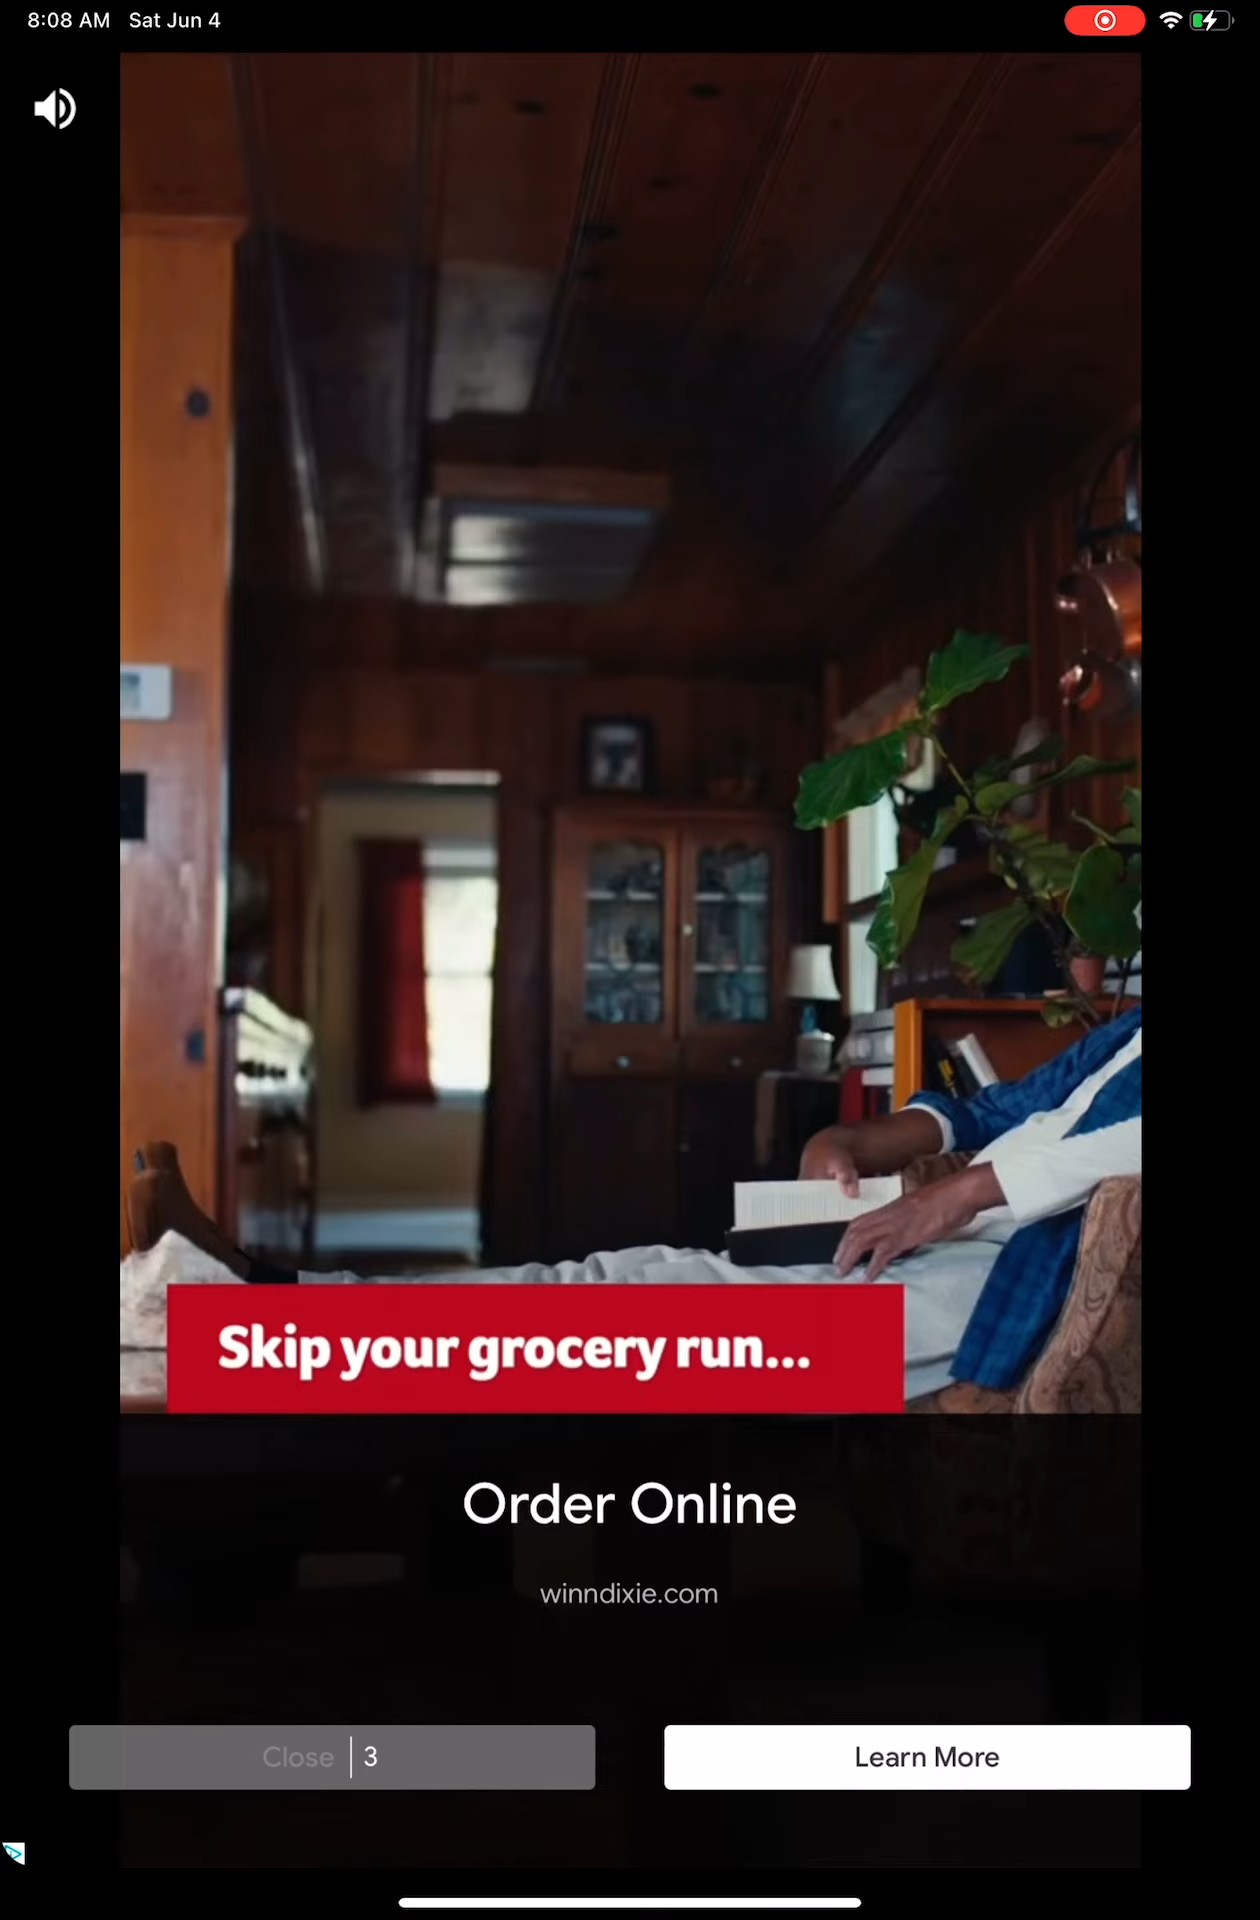 8:08 AM Sat Jun 4
Skip your grocery run...
Order Online
winndixie.com
Close | 3
Learn More